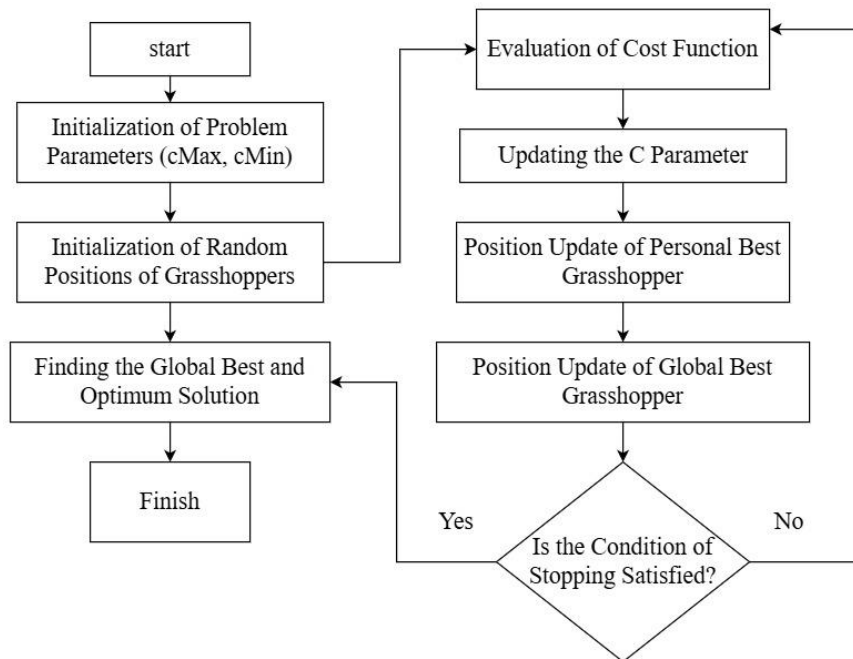 start
Initialization of Problem
Parameters (cMax, cMin)
Initialization of Random
Positions of Grasshoppers
Finding the Global Best and
Optimum Solution
Finish
Evaluation of Cost Function
Updating the C Parameter
Position Update of Personal Best
Grasshopper
Position Update of Global Best
Grasshopper
Yes
No
Is the Condition of
Stopping Satisfied?